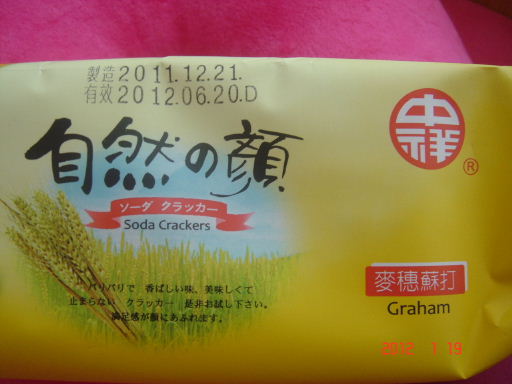 製造2011.12.21.
有效2012.06.20.D
中祥
®
自然の顏
ソーダ クラッカー
Soda Crackers
パリパリで 香ばしい味、美味しくて
止まらない クラッカー 是非お試し下さい。
満足感が顔にあふれます。
麥穗蘇打
Graham
2012 1 19